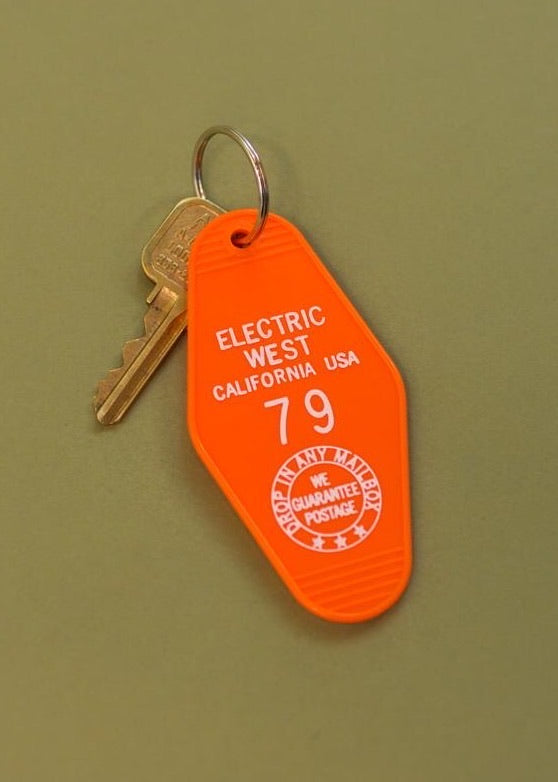 ELECTRIC
WEST
CALIFORNIA USA
79
DROP IN ANY MAILBOX
WE
GUARANTEE
POSTAGE